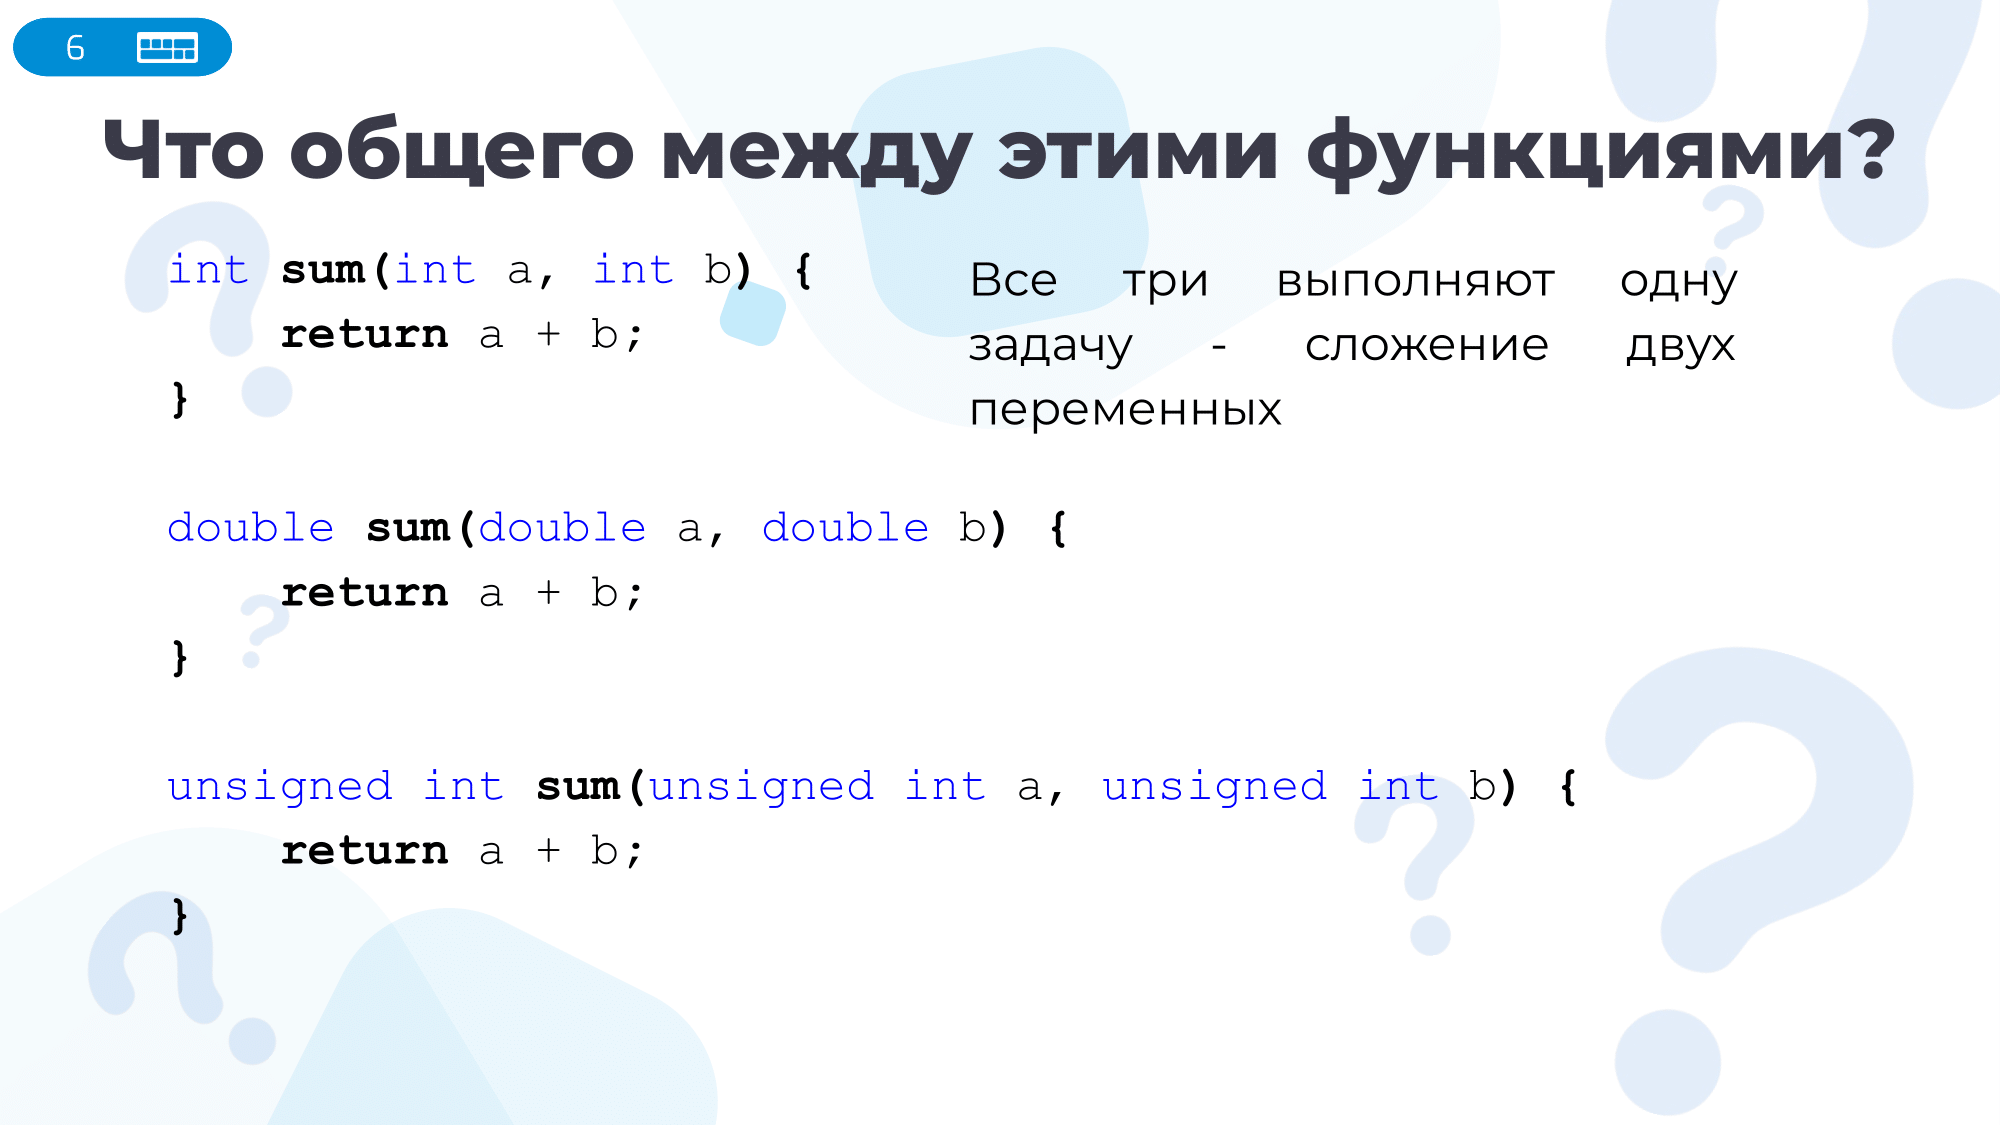 6
Что общего между этими функциями?
int sum(int a, int b) {
    return a + b;
}
Все три выполняют одну
задачу - сложение двух
переменных
double sum(double a, double b) {
    return a + b;
}
unsigned int sum(unsigned int a, unsigned int b) {
    return a + b;
}